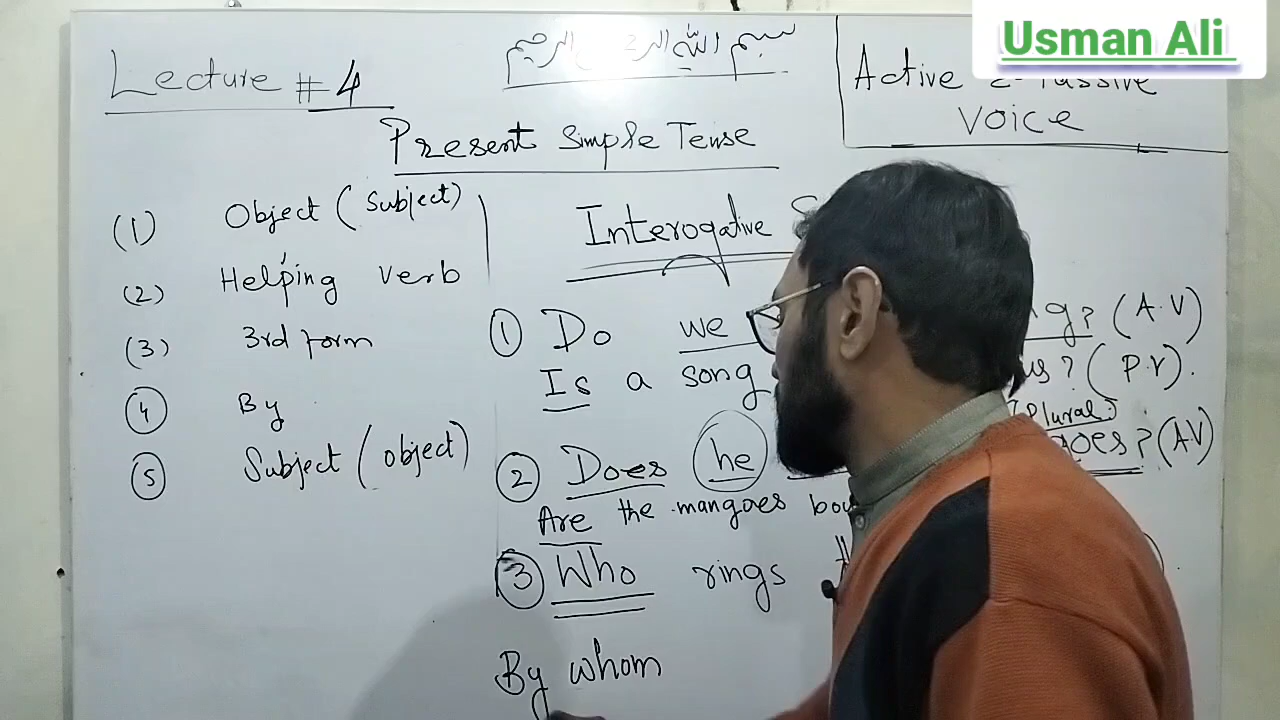 Usman Ali
بسم اللہ الرحمن الرحیم
Lecture # 4
Active & Passive
Voice
Present Simple Tense
(1) Object (Subject)
(2) Helping Verb
(3) 3rd form
(4) By
(5) Subject (object)
Interogative
(1) Do we g? (A.V)
Is a song us? (P.V).
(Plural)
(2) Does he goes? (AV)
Are the mangoes
(3) Who rings
By whom